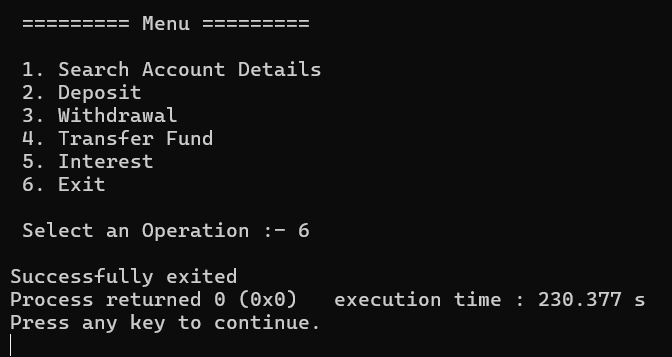 ========= Menu =========
1. Search Account Details
2. Deposit
3. Withdrawal
4. Transfer Fund
5. Interest
6. Exit
Select an Operation :- 6
Successfully exited
Process returned 0 (0x0)   execution time : 230.377 s
Press any key to continue.